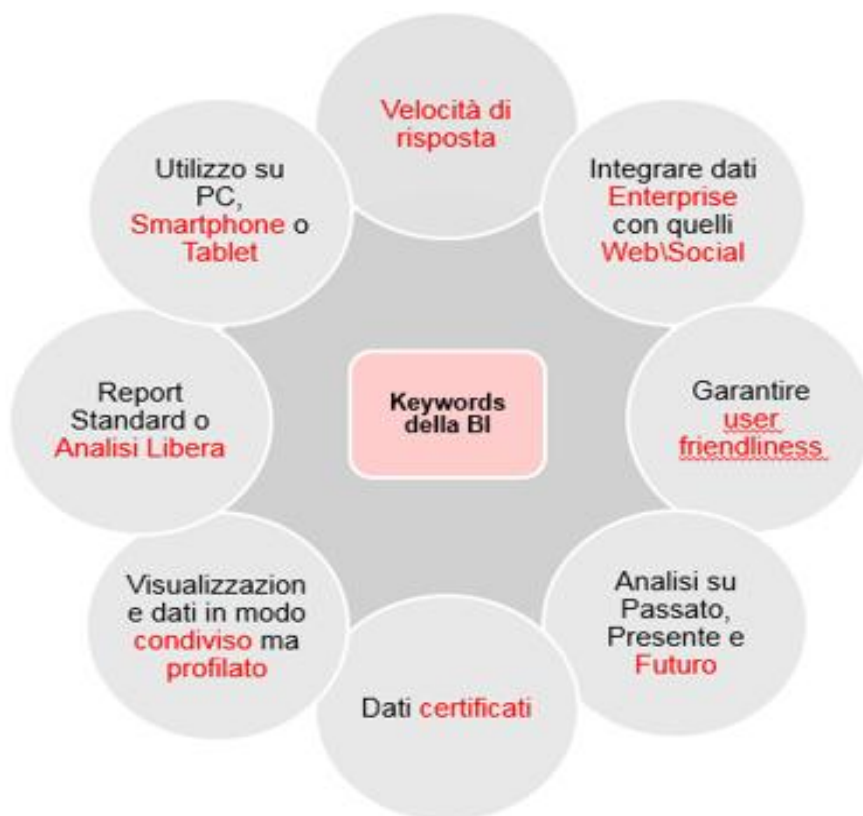 Velocità di
risposta
Integrare dati
Enterprise
con quelli
Web\Social
Garantire
user
friendliness
Analisi su
Passato,
Presente e
Futuro
Dati certificati
Visualizzazion
e dati in modo
condiviso ma
profilato
Report
Standard o
Analisi Libera
Utilizzo su
PC,
Smartphone o
Tablet
Keywords
della BI